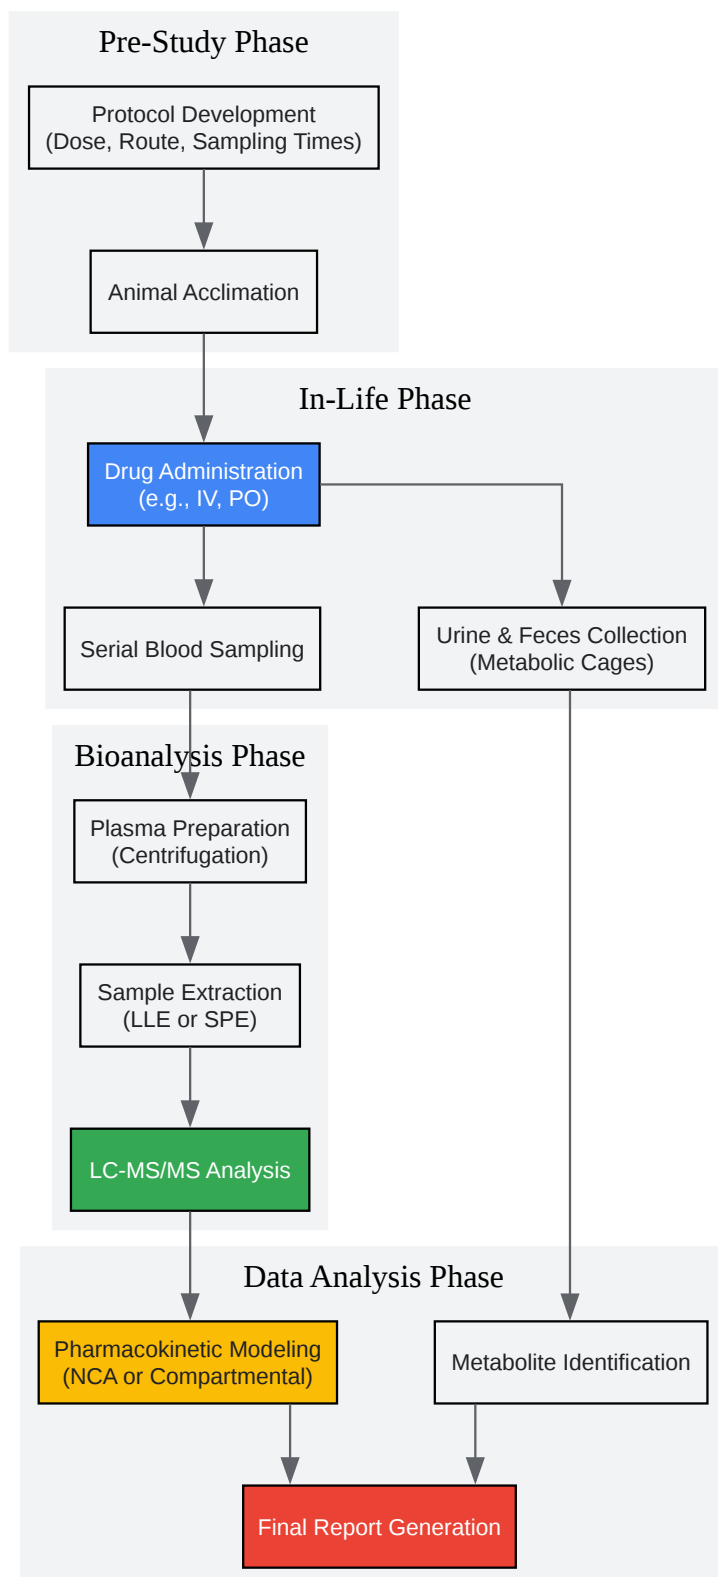 Pre-Study Phase
Protocol Development
(Dose, Route, Sampling Times)
Animal Acclimation
In-Life Phase
Drug Administration
(e.g., IV, PO)
Serial Blood Sampling
Urine & Feces Collection
(Metabolic Cages)
Bioanalysis Phase
Plasma Preparation
(Centrifugation)
Sample Extraction
(LLE or SPE)
LC-MS/MS Analysis
Data Analysis Phase
Pharmacokinetic Modeling
(NCA or Compartmental)
Metabolite Identification
Final Report Generation